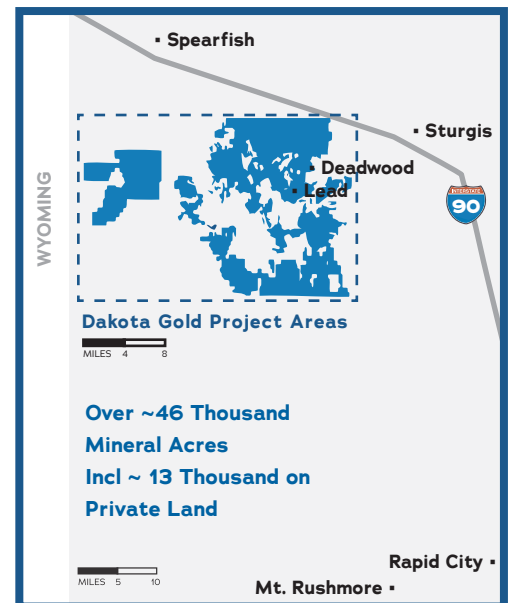 Spearfish
Sturgis
Deadwood
Lead
INTERSTATE
90
WYOMING
Dakota Gold Project Areas
MILES 4 8
Over ~46 Thousand
Mineral Acres
Incl ~ 13 Thousand on
Private Land
Rapid City
MILES 5 10
Mt. Rushmore